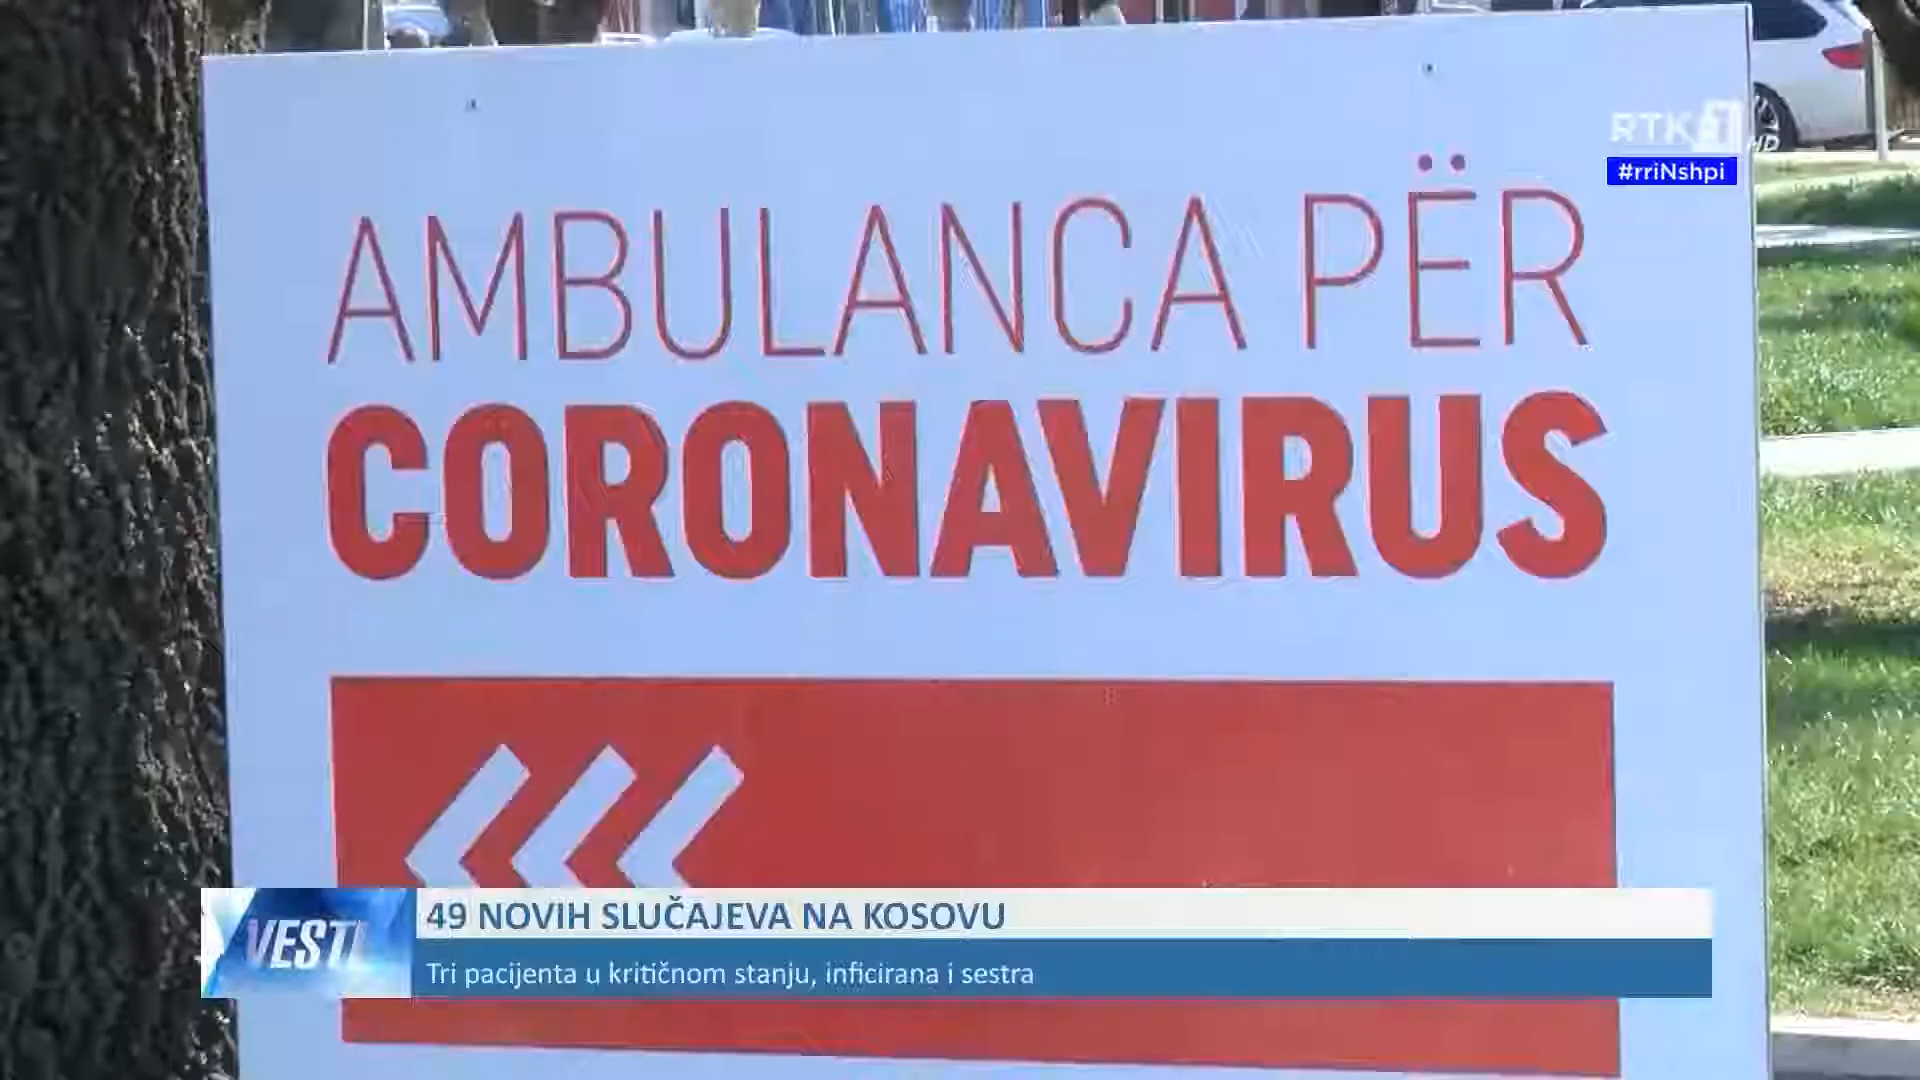 RTK 1
HD
#rriNshpi
AMBULANCA PËR
CORONAVIRUS
VESTI
49 NOVIH SLUČAJEVA NA KOSOVU
Tri pacijenta u kritičnom stanju, inficirana i sestra